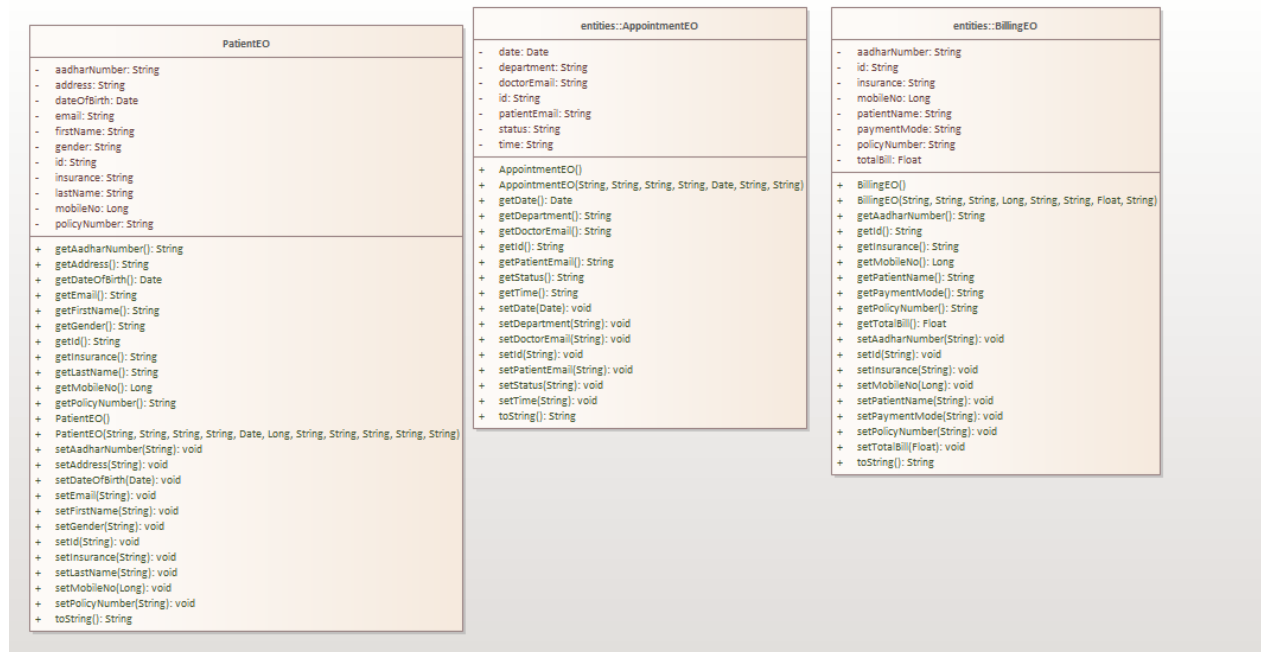 PatientEO
- aadharNumber: String
- address: String
- dateOfBirth: Date
- email: String
- firstName: String
- gender: String
- id: String
- insurance: String
- lastName: String
- mobileNo: Long
- policyNumber: String
+ getAadharNumber(): String
+ getAddress(): String
+ getDateOfBirth(): Date
+ getEmail(): String
+ getFirstName(): String
+ getGender(): String
+ getId(): String
+ getInsurance(): String
+ getLastName(): String
+ getMobileNo(): Long
+ getPolicyNumber(): String
+ PatientEO()
+ PatientEO(String, String, String, String, Date, Long, String, String, String, String, String)
+ setAadharNumber(String): void
+ setAddress(String): void
+ setDateOfBirth(Date): void
+ setEmail(String): void
+ setFirstName(String): void
+ setGender(String): void
+ setId(String): void
+ setInsurance(String): void
+ setLastName(String): void
+ setMobileNo(Long): void
+ setPolicyNumber(String): void
+ toString(): String
entities::AppointmentEO
- date: Date
- department: String
- doctorEmail: String
- id: String
- patientEmail: String
- status: String
- time: String
+ AppointmentEO()
+ AppointmentEO(String, String, String, String, Date, String, String)
+ getDate(): Date
+ getDepartment(): String
+ getDoctorEmail(): String
+ getId(): String
+ getPatientEmail(): String
+ getStatus(): String
+ getTime(): String
+ setDate(Date): void
+ setDepartment(String): void
+ setDoctorEmail(String): void
+ setId(String): void
+ setPatientEmail(String): void
+ setStatus(String): void
+ setTime(String): void
+ toString(): String
entities::BillingEO
- aadharNumber: String
- id: String
- insurance: String
- mobileNo: Long
- patientName: String
- paymentMode: String
- policyNumber: String
- totalBill: Float
+ BillingEO()
+ BillingEO(String, String, String, Long, String, String, Float, String)
+ getAadharNumber(): String
+ getId(): String
+ getInsurance(): String
+ getMobileNo(): Long
+ getPatientName(): String
+ getPaymentMode(): String
+ getPolicyNumber(): String
+ getTotalBill(): Float
+ setAadharNumber(String): void
+ setId(String): void
+ setInsurance(String): void
+ setMobileNo(Long): void
+ setPatientName(String): void
+ setPaymentMode(String): void
+ setPolicyNumber(String): void
+ setTotalBill(Float): void
+ toString(): String